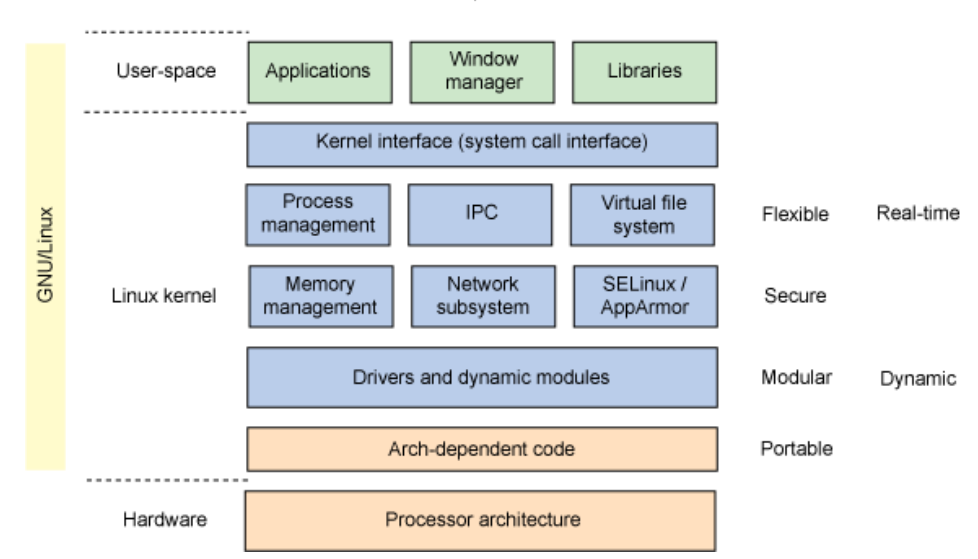 User-space
Applications
Window
manager
Libraries
Kernel interface (system call interface)
GNU/Linux
Linux kernel
Process
management
IPC
Virtual file
system
Flexible
Real-time
Memory
management
Network
subsystem
SELinux /
AppArmor
Secure
Drivers and dynamic modules
Modular
Dynamic
Arch-dependent code
Portable
Hardware
Processor architecture